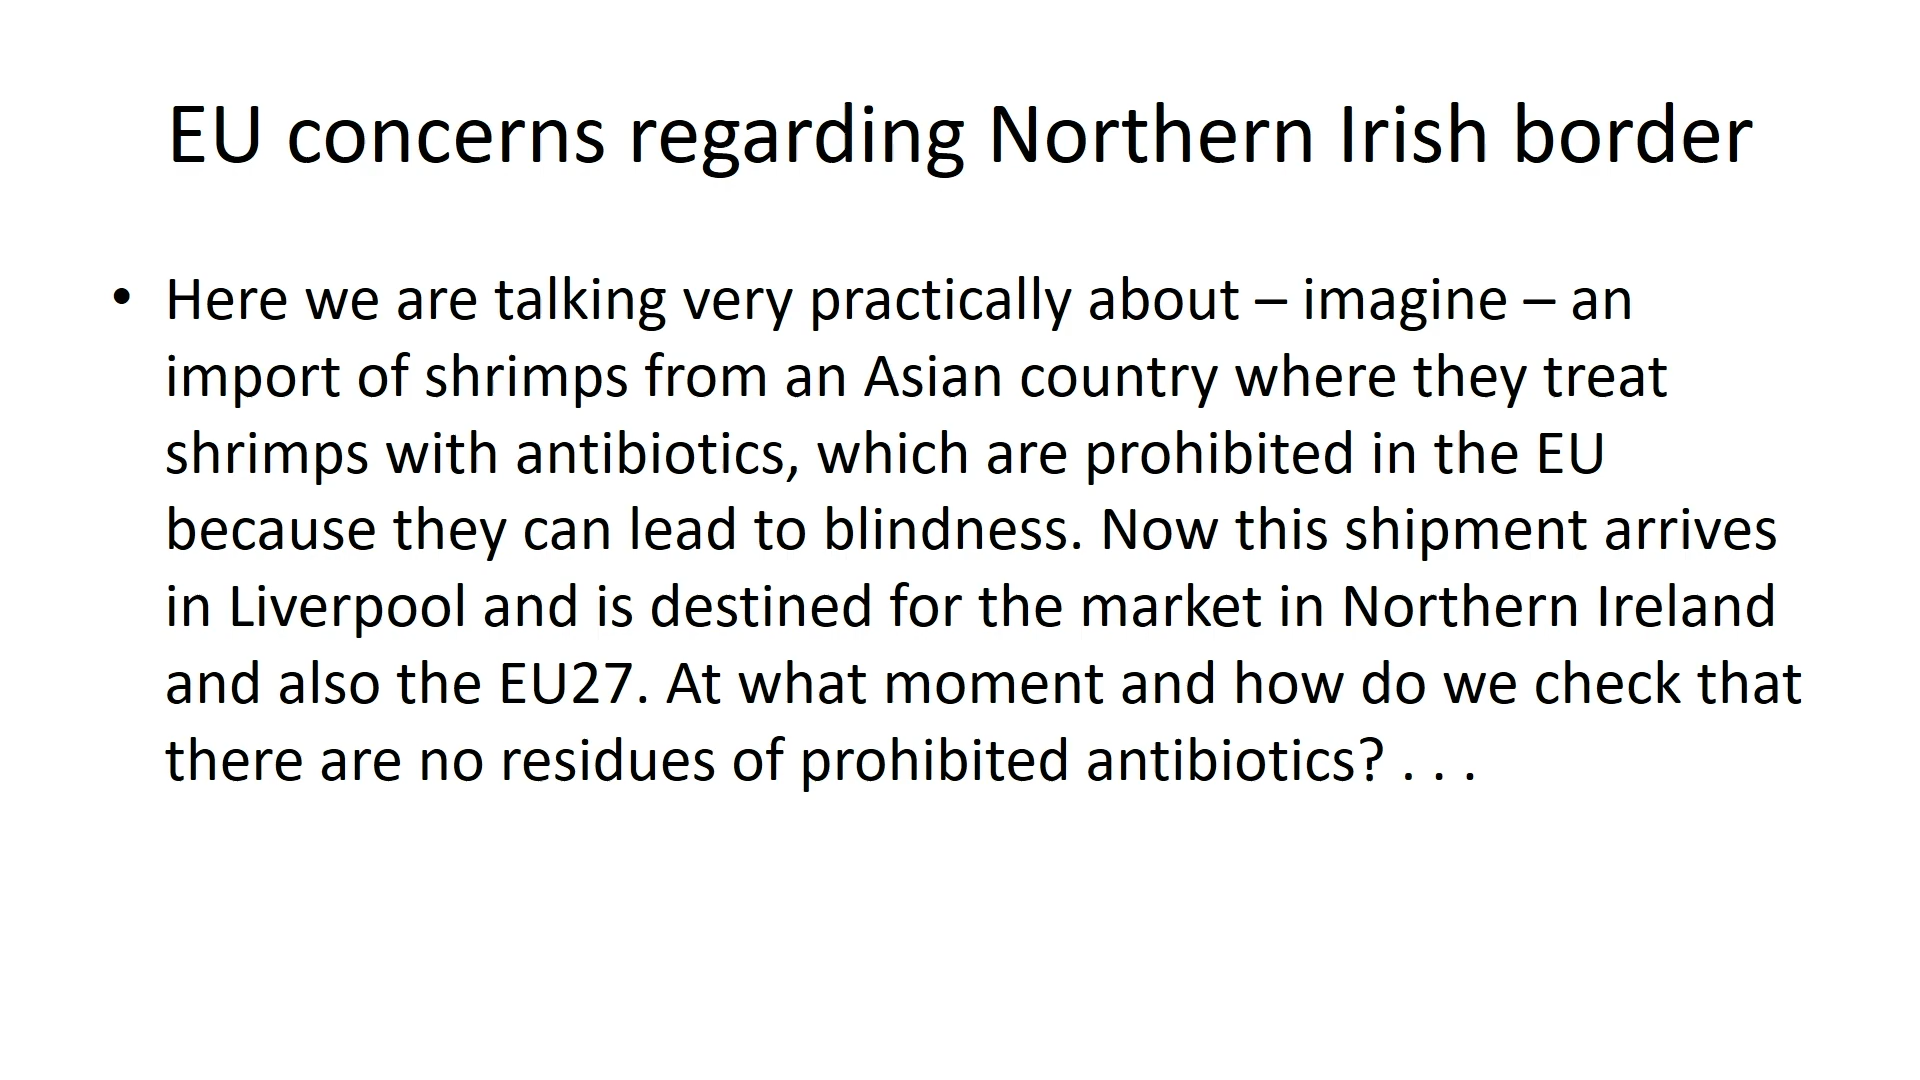 EU concerns regarding Northern Irish border
• Here we are talking very practically about – imagine – an
import of shrimps from an Asian country where they treat
shrimps with antibiotics, which are prohibited in the EU
because they can lead to blindness. Now this shipment arrives
in Liverpool and is destined for the market in Northern Ireland
and also the EU27. At what moment and how do we check that
there are no residues of prohibited antibiotics? . . .